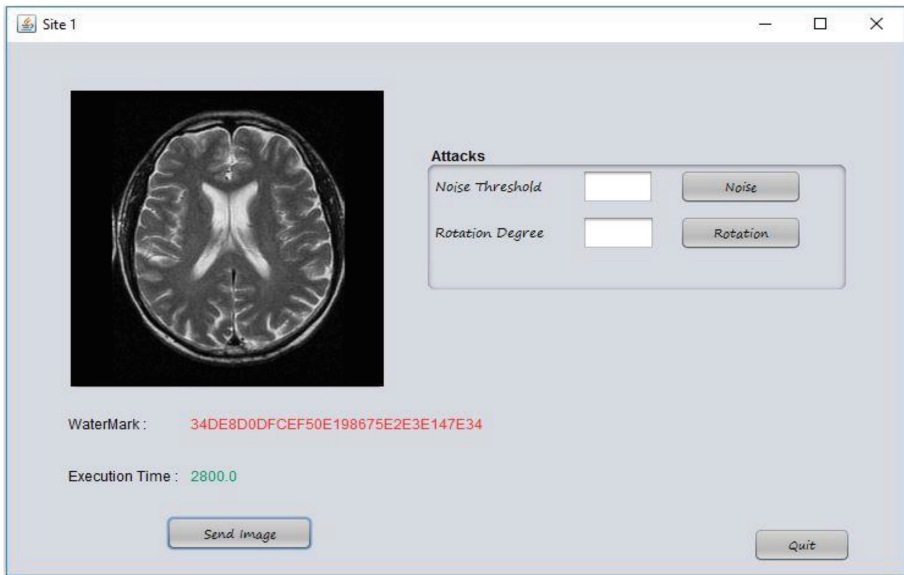 Site 1
Attacks
Noise Threshold
Noise
Rotation Degree
Rotation
WaterMark : 34DE8D0DFCEF50E198675E2E3E147E34
Execution Time : 2800.0
Send Image
Quit